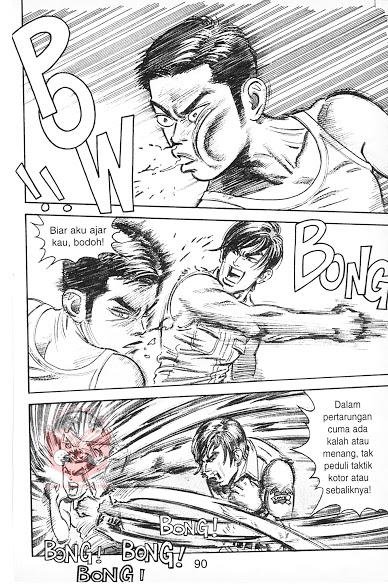 POW
!!...
Biar aku ajar
kau, bodoh!
BONG
Dalam
pertarungan
cuma ada
kalah atau
menang, tak
peduli taktik
kotor atau
sebaliknya!
BONG!
BONG! BONG!
BONG!
90